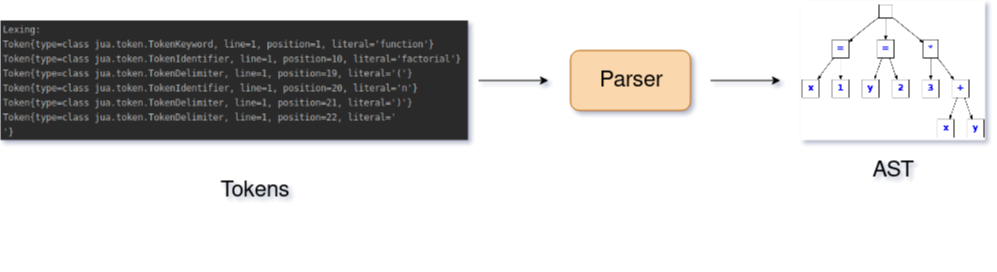 Lexing:
Token{type=class jua.token.TokenKeyword, line=1, position=1, literal='function'}
Token{type=class jua.token.TokenIdentifier, line=1, position=10, literal='factorial'}
Token{type=class jua.token.TokenDelimiter, line=1, position=19, literal='('}
Token{type=class jua.token.TokenIdentifier, line=1, position=20, literal='n'}
Token{type=class jua.token.TokenDelimiter, line=1, position=21, literal=')'}
Token{type=class jua.token.TokenDelimiter, line=1, position=22, literal='
'}
Tokens
Parser
= = *
x 1 y 2 3 +
x y
AST